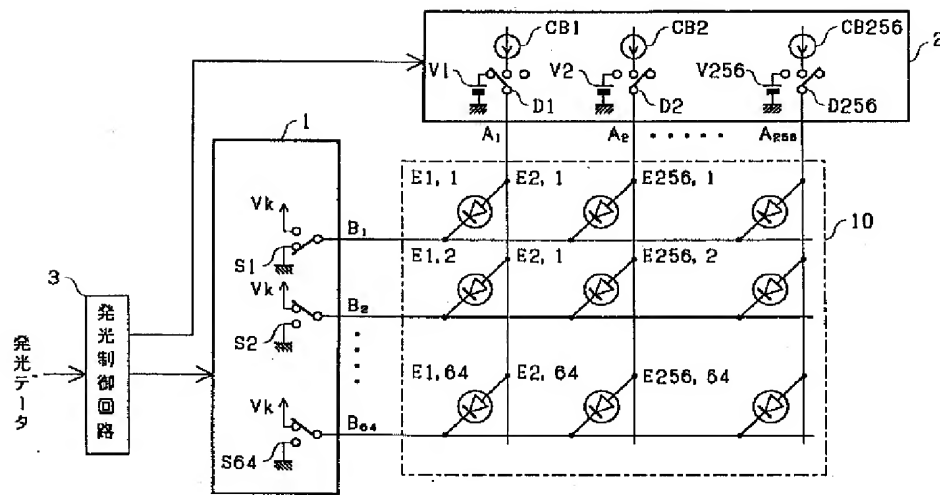 CB1 CB2 CB256
2
V1 V2 V256
D1 D2 D256
A1 A2 ・・・・・ A256
1
E1, 1 E2, 1 E256, 1
10
Vk
B1
S1
E1, 2 E2, 1 E256, 2
3
Vk
B2
S2
発光データ
発光制御回路
E1, 64 E2, 64 E256, 64
Vk
B64
S64